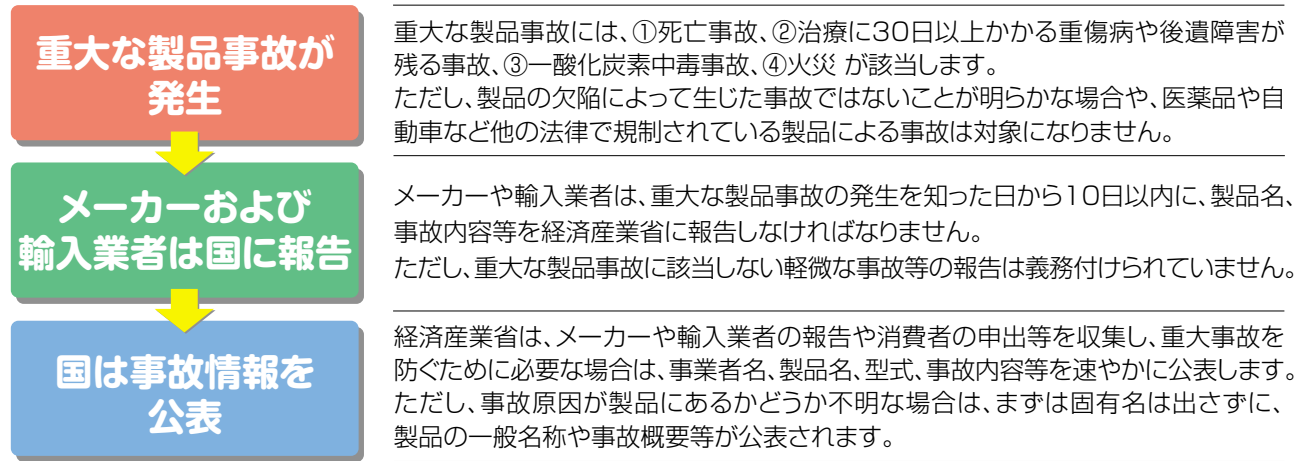 重大な製品事故が
発生
重大な製品事故には、①死亡事故、②治療に30日以上かかる重傷病や後遺障害が
残る事故、③一酸化炭素中毒事故、④火災 が該当します。
ただし、製品の欠陥によって生じた事故ではないことが明らかな場合や、医薬品や自
動車など他の法律で規制されている製品による事故は対象になりません。
メーカーおよび
輸入業者は国に報告
メーカーや輸入業者は、重大な製品事故の発生を知った日から10日以内に、製品名、
事故内容等を経済産業省に報告しなければなりません。
ただし、重大な製品事故に該当しない軽微な事故等の報告は義務付けられていません。
国は事故情報を
公表
経済産業省は、メーカーや輸入業者の報告や消費者の申出等を収集し、重大事故を
防ぐために必要な場合は、事業者名、製品名、型式、事故内容等を速やかに公表します。
ただし、事故原因が製品にあるかどうか不明な場合は、まずは固有名は出さずに、
製品の一般名称や事故概要等が公表されます。